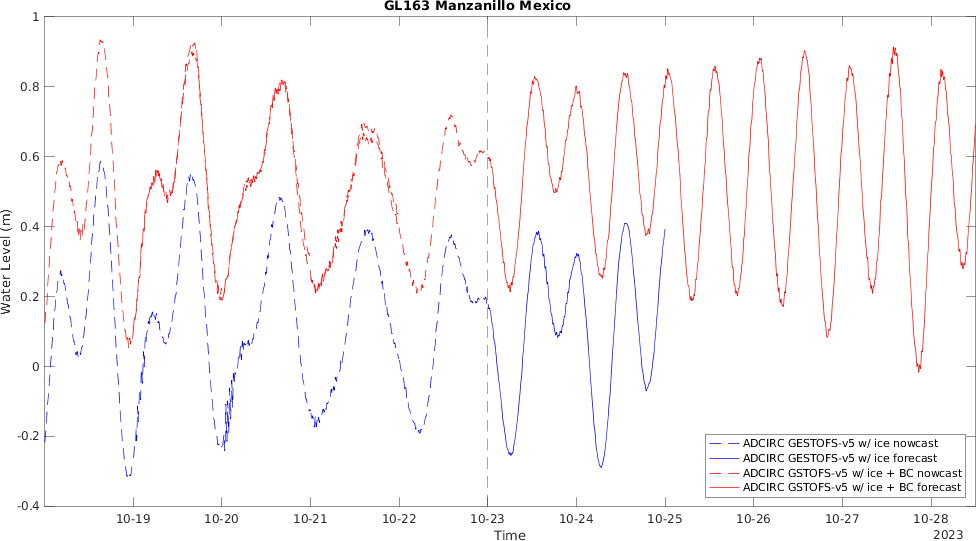 GL163 Manzanillo Mexico
1
0.8
0.6
0.4
0.2
0
-0.2
-0.4
Water Level (m)
ADCIRC GESTOFS-v5 w/ ice nowcast
ADCIRC GESTOFS-v5 w/ ice forecast
ADCIRC GSTOFS-v5 w/ ice + BC nowcast
ADCIRC GSTOFS-v5 w/ ice + BC forecast
10-19 10-20 10-21 10-22 10-23 10-24 10-25 10-26 10-27 10-28
Time
2023